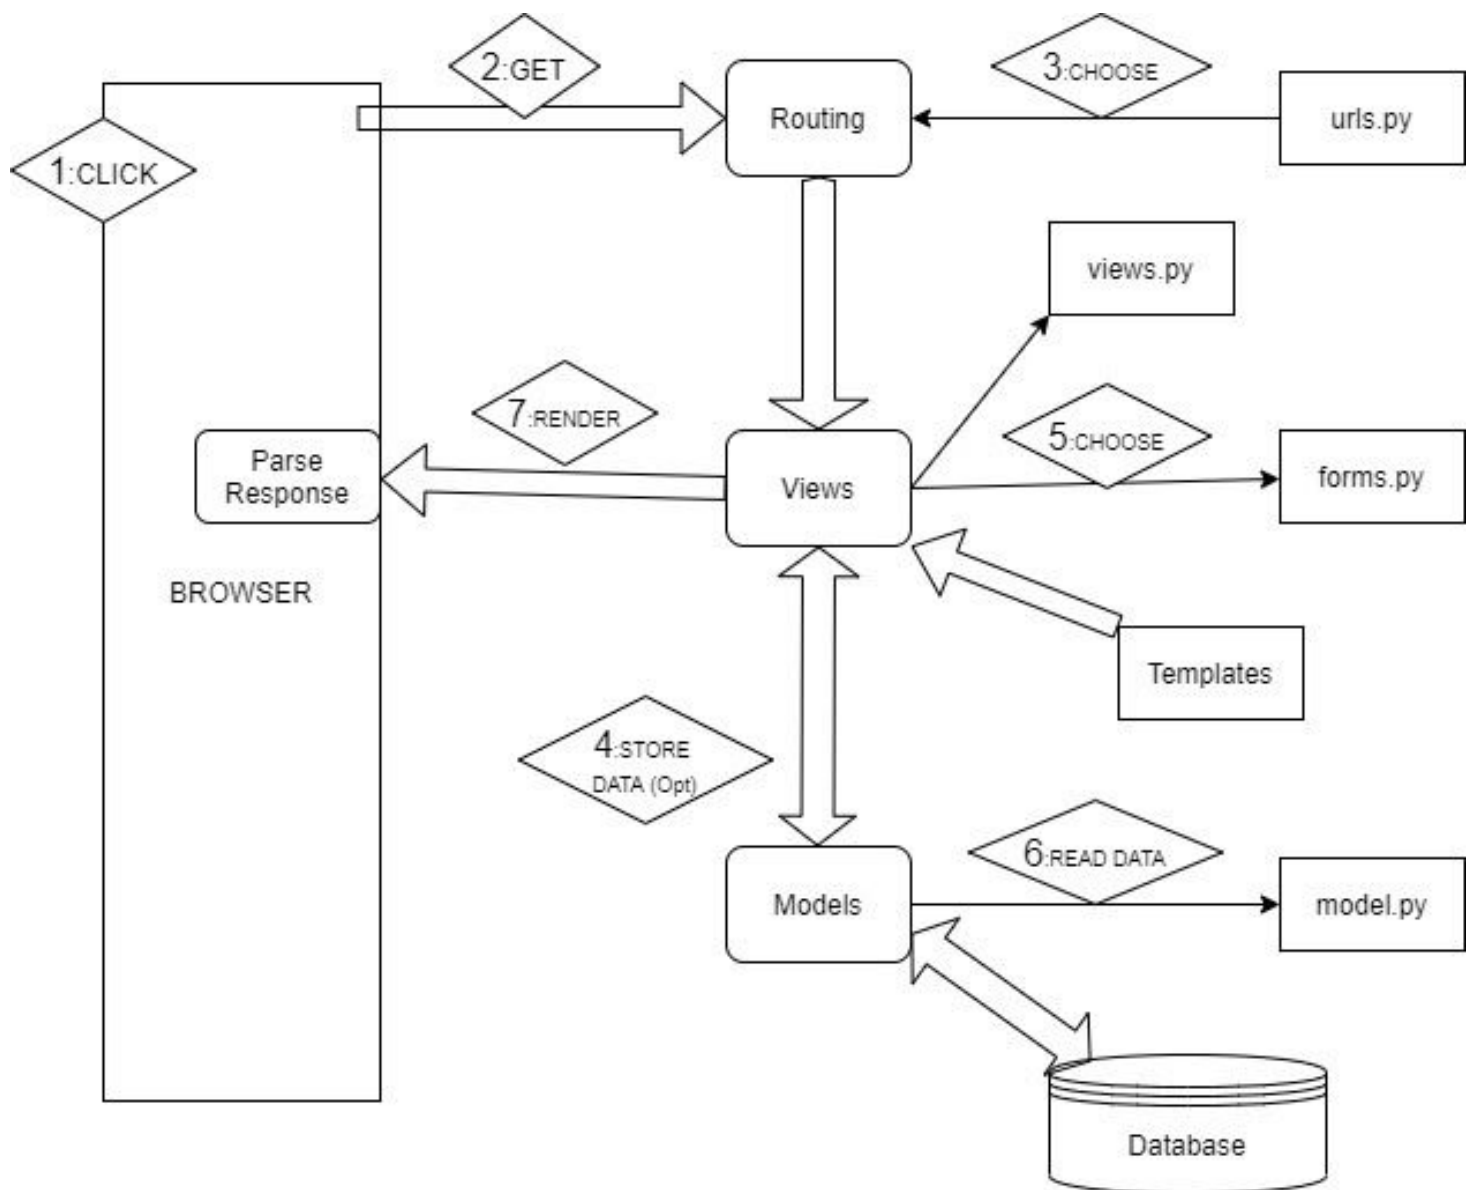 2:GET
3:CHOOSE
Routing
urls.py
1:CLICK
views.py
7:RENDER
5:CHOOSE
Parse
Response
Views
forms.py
BROWSER
Templates
4:STORE
DATA (Opt)
6:READ DATA
Models
model.py
Database